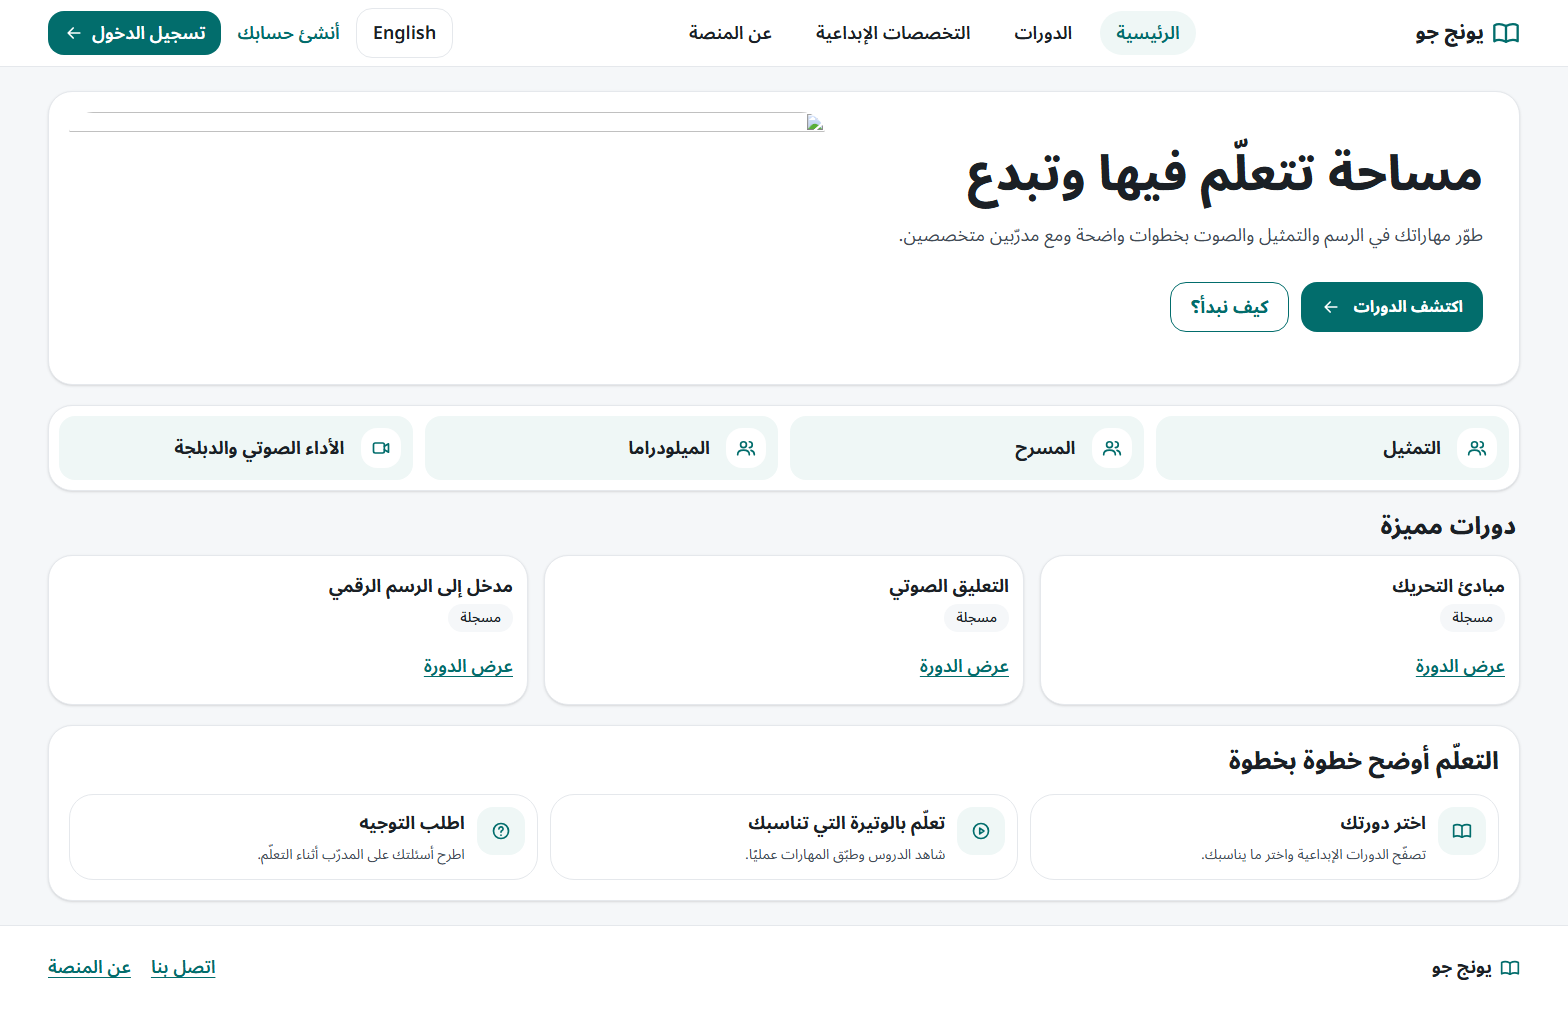 يونج جو
الرئيسية
الدورات
التخصصات الإبداعية
عن المنصة
English
أنشئ حسابك
تسجيل الدخول ←
مساحة تتعلّم فيها وتبدع
طوّر مهاراتك في الرسم والتمثيل والصوت بخطوات واضحة ومع مدرّبين متخصصين.
اكتشف الدورات ←
كيف نبدأ؟
التمثيل
المسرح
الميلودراما
الأداء الصوتي والدبلجة
دورات مميزة
مبادئ التحريك
مسجلة
عرض الدورة
التعليق الصوتي
مسجلة
عرض الدورة
مدخل إلى الرسم الرقمي
مسجلة
عرض الدورة
التعلّم أوضح خطوة بخطوة
اختر دورتك
تصفّح الدورات الإبداعية واختر ما يناسبك.
تعلّم بالوتيرة التي تناسبك
شاهد الدروس وطبّق المهارات عمليًا.
اطلب التوجيه
اطرح أسئلتك على المدرّب أثناء التعلّم.
يونج جو
اتصل بنا
عن المنصة